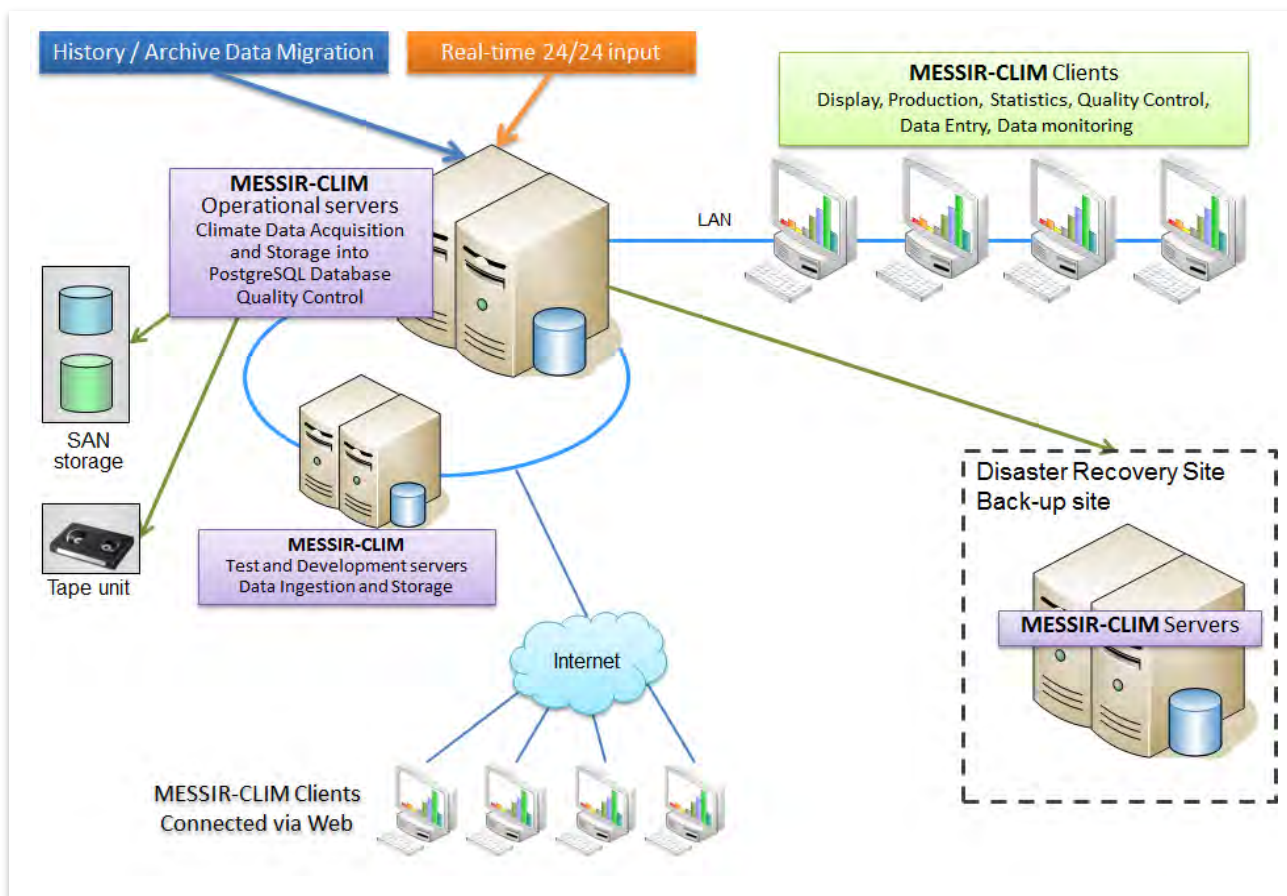 History / Archive Data Migration
Real-time 24/24 input
MESSIR-CLIM Clients
Display, Production, Statistics, Quality Control,
Data Entry, Data monitoring
MESSIR-CLIM
Operational servers
Climate Data Acquisition
and Storage into
PostgreSQL Database
Quality Control
LAN
SAN
storage
Tape unit
MESSIR-CLIM
Test and Development servers
Data Ingestion and Storage
Disaster Recovery Site
Back-up site
MESSIR-CLIM Servers
Internet
MESSIR-CLIM Clients
Connected via Web